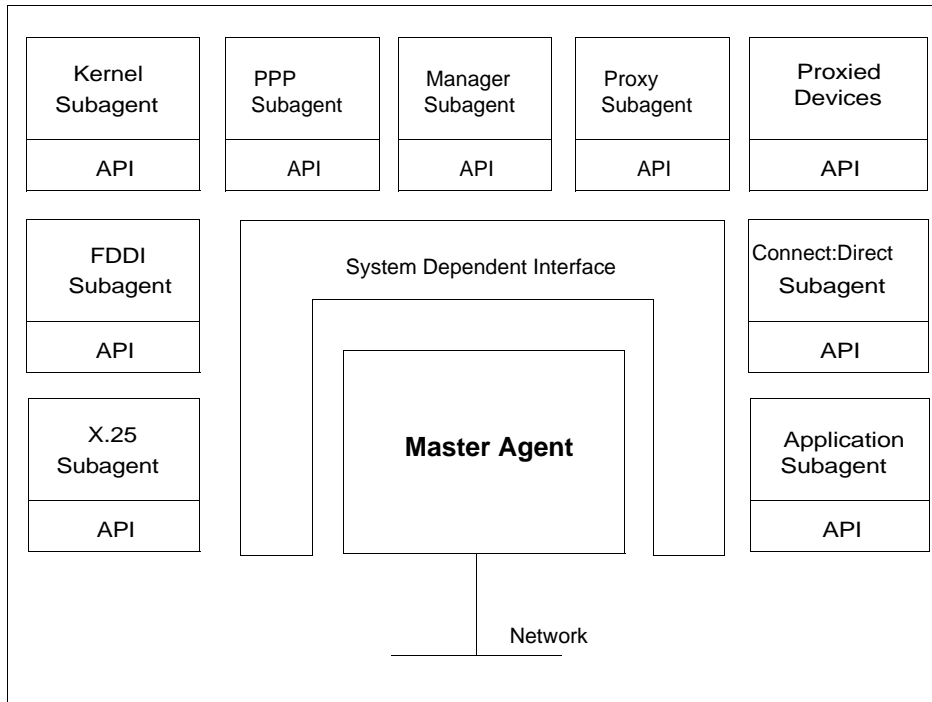 Kernel
Subagent
API
PPP
Subagent
API
Manager
Subagent
API
Proxy
Subagent
API
Proxied
Devices
API
FDDI
Subagent
API
System Dependent Interface
Connect:Direct
Subagent
API
X.25
Subagent
API
Master Agent
Application
Subagent
API
Network